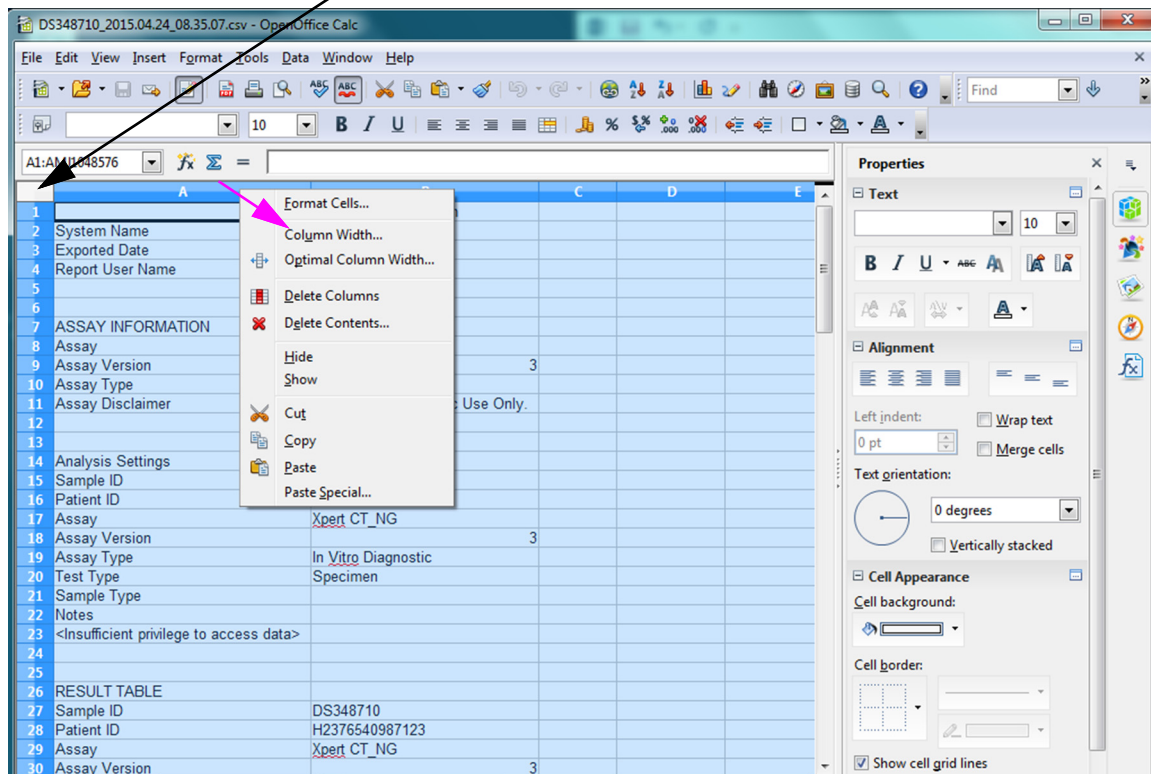 DS348710_2015.04.24_08.35.07.csv - OpenOffice Calc
File Edit View Insert Format Tools Data Window Help
Find
10 B I U
A1:AMJ1048576
A B C D E
1
2 System Name
3 Exported Date
4 Report User Name
5
6
7 ASSAY INFORMATION
8 Assay
9 Assay Version 3
10 Assay Type
11 Assay Disclaimer Use Only.
12
13
14 Analysis Settings
15 Sample ID
16 Patient ID
17 Assay Xpert CT_NG
18 Assay Version 3
19 Assay Type In Vitro Diagnostic
20 Test Type Specimen
21 Sample Type
22 Notes
23 <Insufficient privilege to access data>
24
25
26 RESULT TABLE
27 Sample ID DS348710
28 Patient ID H2376540987123
29 Assay Xpert CT_NG
30 Assay Version 3
Format Cells...
Column Width...
Optimal Column Width...
Delete Columns
Delete Contents...
Hide
Show
Cut
Copy
Paste
Paste Special...
Properties
Text
10
B I U ABC
Alignment
Left indent:
Wrap text
0 pt
Merge cells
Text orientation:
0 degrees
Vertically stacked
Cell Appearance
Cell background:
Cell border:
Show cell grid lines